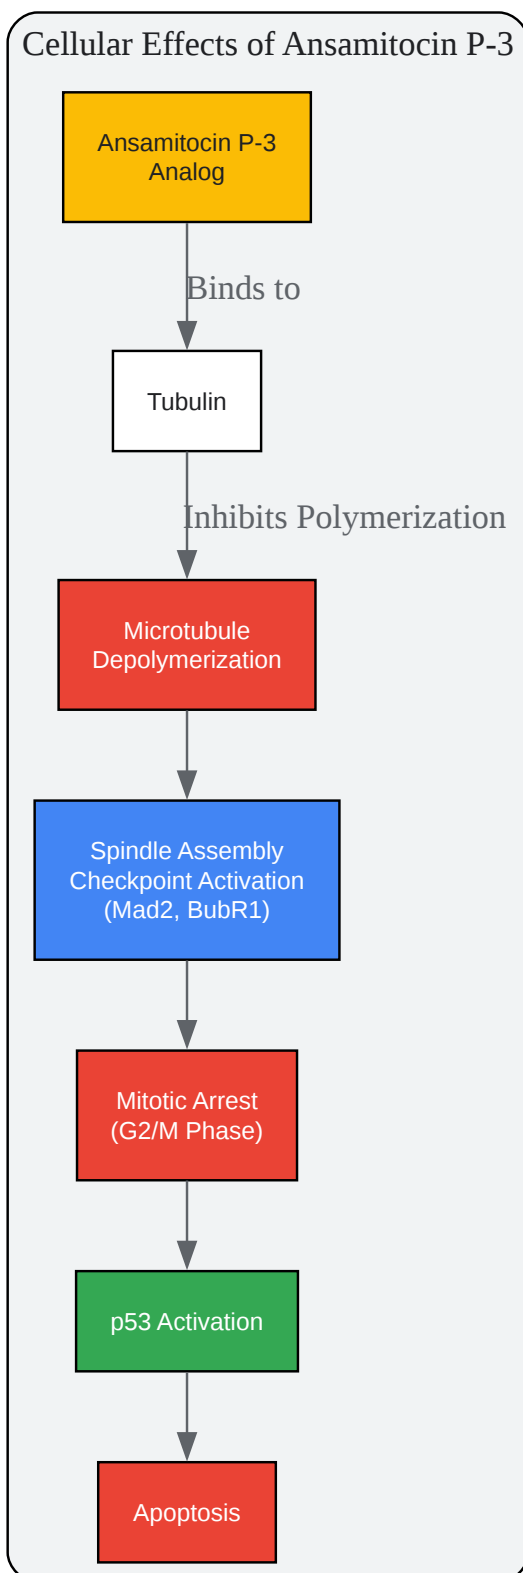 Cellular Effects of Ansamitocin P-3
Ansamitocin P-3
Analog
Binds to
Tubulin
Inhibits Polymerization
Microtubule
Depolymerization
Spindle Assembly
Checkpoint Activation
(Mad2, BubR1)
Mitotic Arrest
(G2/M Phase)
p53 Activation
Apoptosis